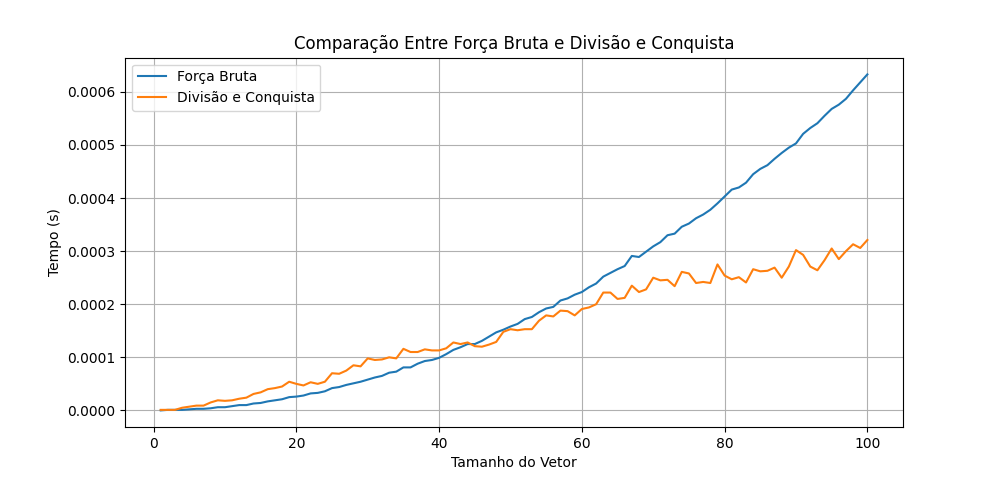 Comparação Entre Força Bruta e Divisão e Conquista
Força Bruta
Divisão e Conquista
Tempo (s)
0.0006
0.0005
0.0004
0.0003
0.0002
0.0001
0.0000
0 20 40 60 80 100
Tamanho do Vetor